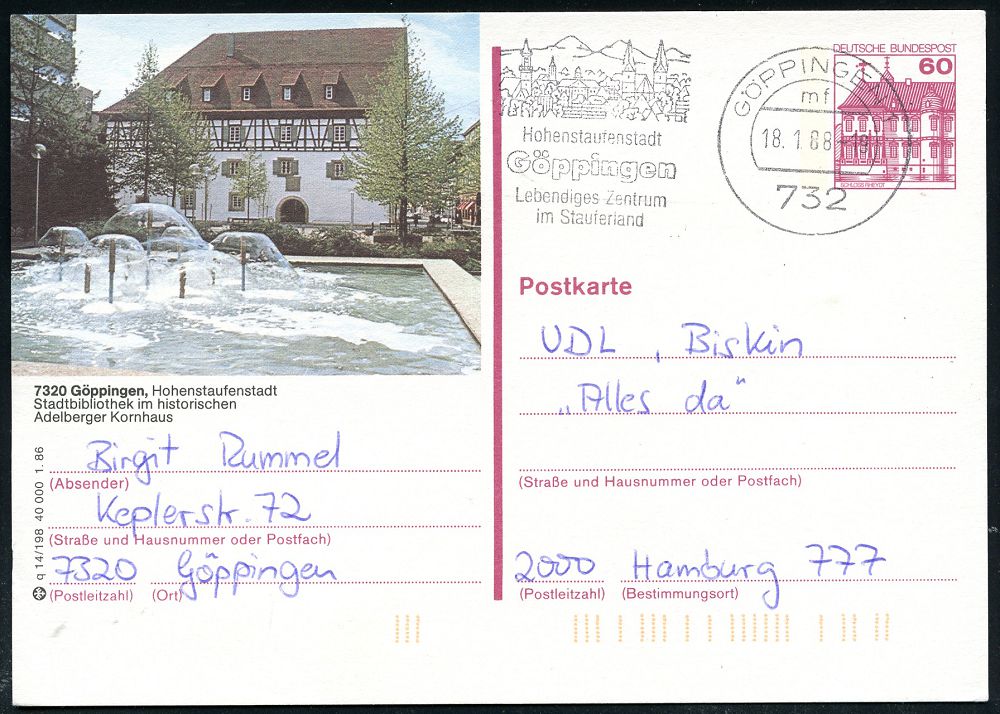 7320 Göppingen, Hohenstaufenstadt
Stadtbibliothek im historischen
Adelberger Kornhaus
Birgit Rummel
(Absender)
Keplerstr. 72
(Straße und Hausnummer oder Postfach)
7320 Göppingen
(Postleitzahl) (Ort)
q 14/198 40 000 1.86
Hohenstaufenstadt
Göppingen
Lebendiges Zentrum
im Stauferland
GÖPPINGEN 1
mf
18.1.88-18
732
DEUTSCHE BUNDESPOST
60
SCHLOSS RHEYDT
Postkarte
UDL, Biskin
„Alles da“
(Straße und Hausnummer oder Postfach)
2000 Hamburg 777
(Postleitzahl) (Bestimmungsort)